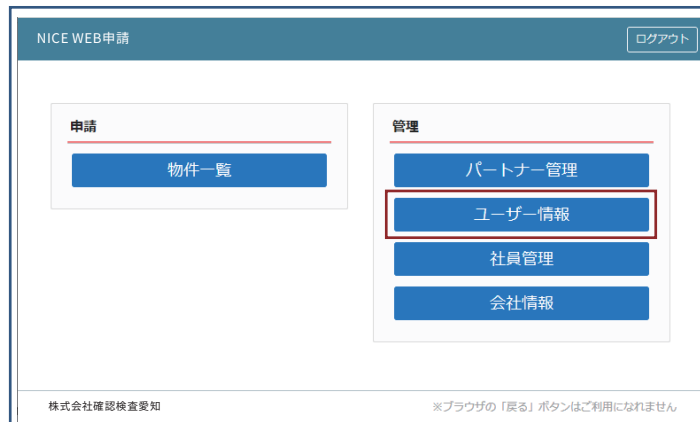 NICE WEB申請
ログアウト
申請
物件一覧
管理
パートナー管理
ユーザー情報
社員管理
会社情報
株式会社確認検査愛知
※ブラウザの「戻る」ボタンはご利用になれません